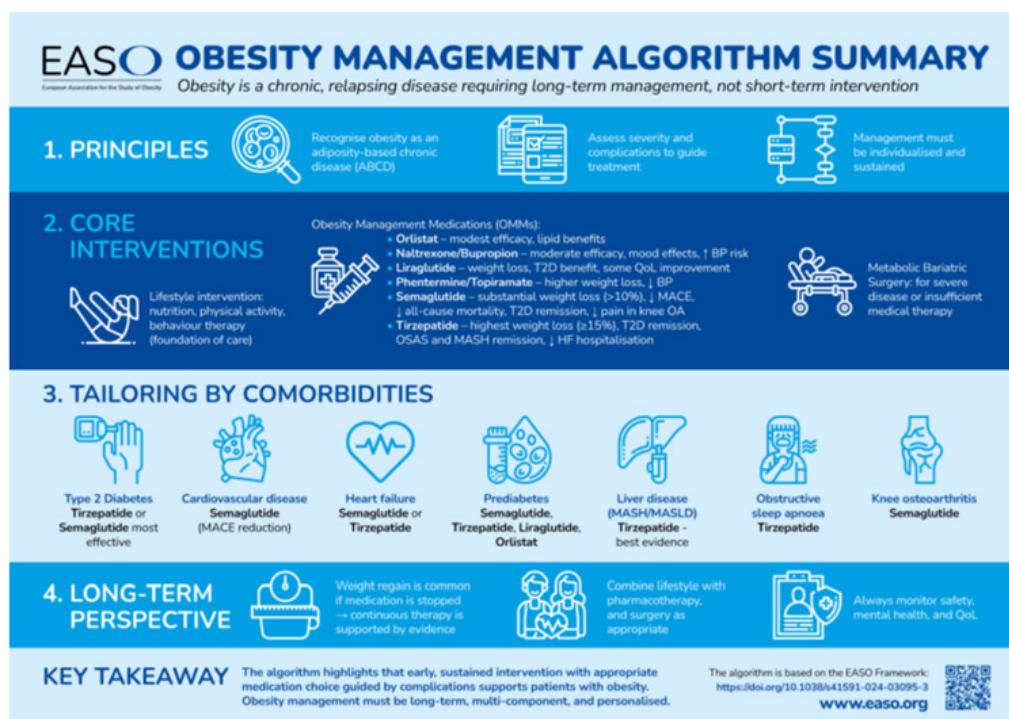 EASO
European Association for the Study of Obesity
OBESITY MANAGEMENT ALGORITHM SUMMARY
Obesity is a chronic, relapsing disease requiring long-term management, not short-term intervention
1. PRINCIPLES
Recognise obesity as an
adiposity-based chronic
disease (ABCD)
Assess severity and
complications to guide
treatment
Management must
be individualised and
sustained
2. CORE
INTERVENTIONS
Lifestyle intervention:
nutrition, physical activity,
behaviour therapy
(foundation of care)
Obesity Management Medications (OMMs):
• Orlistat – modest efficacy, lipid benefits
• Naltrexone/Bupropion – moderate efficacy, mood effects, ↑ BP risk
• Liraglutide – weight loss, T2D benefit, some QoL improvement
• Phentermine/Topiramate – higher weight loss, ↓ BP
• Semaglutide – substantial weight loss (>10%), ↓ MACE,
↓ all-cause mortality, T2D remission, ↓ pain in knee OA
• Tirzepatide – highest weight loss (≥15%), T2D remission,
OSAS and MASH remission, ↓ HF hospitalisation
Metabolic Bariatric
Surgery: for severe
disease or insufficient
medical therapy
3. TAILORING BY COMORBIDITIES
Type 2 Diabetes
Tirzepatide or
Semaglutide most
effective
Cardiovascular disease
Semaglutide
(MACE reduction)
Heart failure
Semaglutide or
Tirzepatide
Prediabetes
Semaglutide,
Tirzepatide, Liraglutide,
Orlistat
Liver disease
(MASH/MASLD)
Tirzepatide -
best evidence
Obstructive
sleep apnoea
Tirzepatide
Knee osteoarthritis
Semaglutide
4. LONG-TERM
PERSPECTIVE
Weight regain is common
if medication is stopped
→ continuous therapy is
supported by evidence
Combine lifestyle with
pharmacotherapy,
and surgery as
appropriate
Always monitor safety,
mental health, and QoL
KEY TAKEAWAY
The algorithm highlights that early, sustained intervention with appropriate
medication choice guided by complications supports patients with obesity.
Obesity management must be long-term, multi-component, and personalised.
The algorithm is based on the EASO Framework:
https://doi.org/10.1038/s41591-024-03095-3
www.easo.org